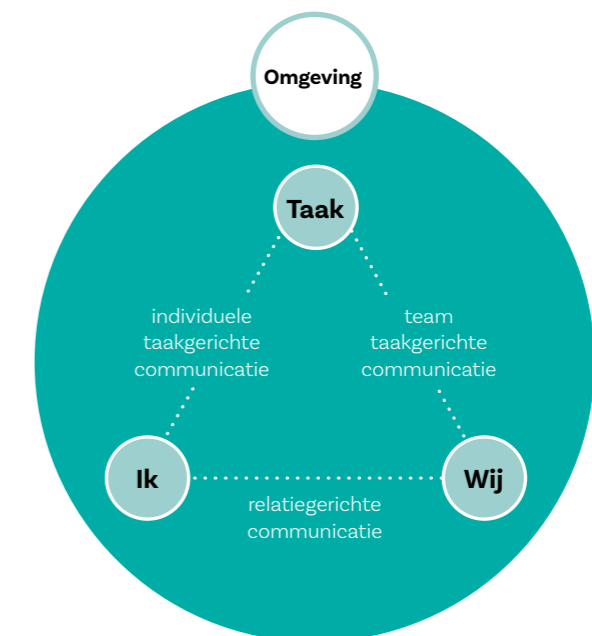 Omgeving
Taak
individuele
taakgerichte
communicatie
team
taakgerichte
communicatie
Ik
Wij
relatiegerichte
communicatie